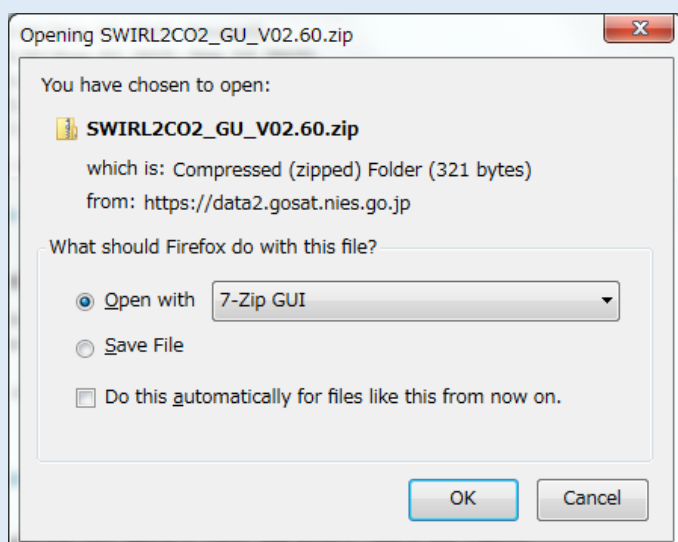 Opening SWIRL2CO2_GU_V02.60.zip
You have chosen to open:
SWIRL2CO2_GU_V02.60.zip
which is: Compressed (zipped) Folder (321 bytes)
from: https://data2.gosat.nies.go.jp
What should Firefox do with this file?
Open with 7-Zip GUI
Save File
Do this automatically for files like this from now on.
OK Cancel